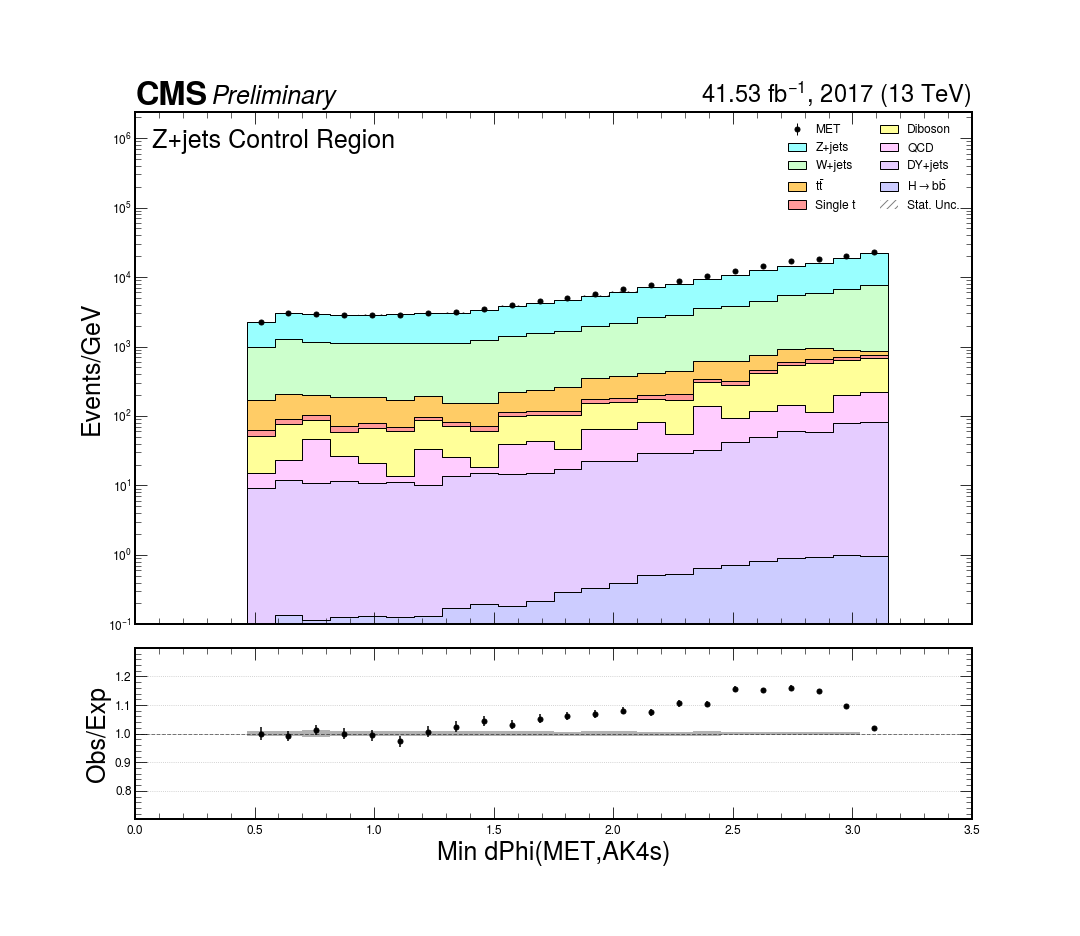 CMS Preliminary 41.53 fb⁻¹, 2017 (13 TeV)
Z+jets Control Region
MET Diboson
Z+jets QCD
W+jets DY+jets
tt̄ H→bb̄
Single t Stat. Unc.
Events/GeV
10⁶
10⁵
10⁴
10³
10²
10¹
10⁰
10⁻¹
Obs/Exp
1.2
1.1
1.0
0.9
0.8
0.0 0.5 1.0 1.5 2.0 2.5 3.0 3.5
Min dPhi(MET,AK4s)